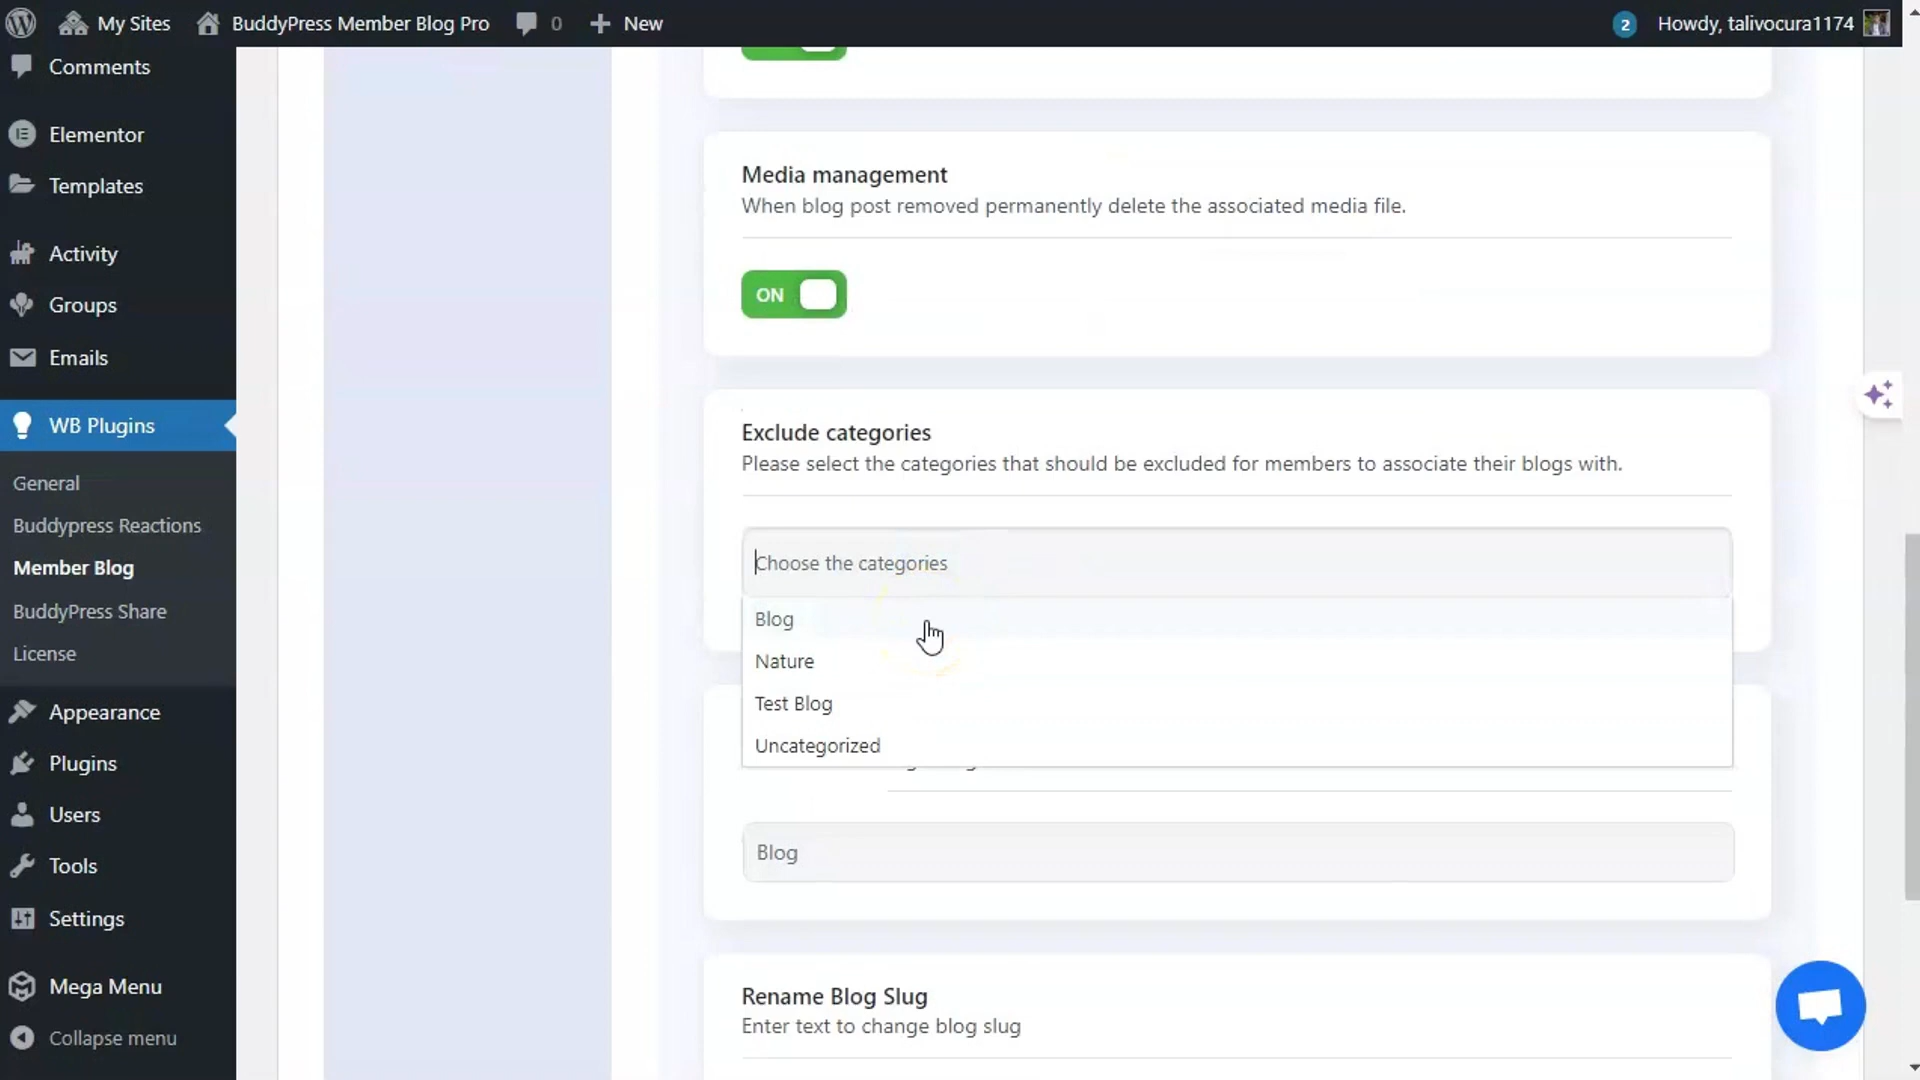 My Sites
BuddyPress Member Blog Pro
0
New
2
Howdy, talivocura1174
Comments
Elementor
Templates
Activity
Groups
Emails
WB Plugins
General
Buddypress Reactions
Member Blog
BuddyPress Share
License
Appearance
Plugins
Users
Tools
Settings
Mega Menu
Collapse menu
Media management
When blog post removed permanently delete the associated media file.
ON
Exclude categories
Please select the categories that should be excluded for members to associate their blogs with.
Choose the categories
Blog
Nature
Test Blog
Uncategorized
Blog
Rename Blog Slug
Enter text to change blog slug